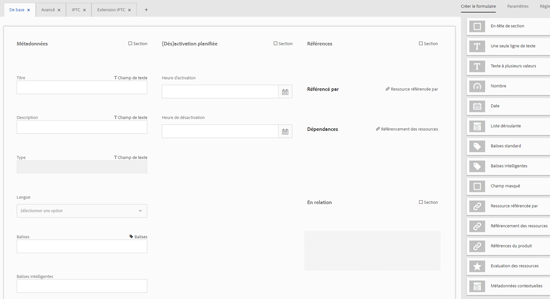 De base × Avancé × IPTC × Extension IPTC × +
Métadonnées
Section
Titre
Champ de texte
Description
Champ de texte
Type
Champ de texte
Langue
Sélectionner une option
Balises
Balises
Balises intelligentes
(Dés)activation planifiée
Section
Heure d'activation
Heure de désactivation
Références
Section
Référencé par
Ressource référencée par
Dépendances
Référencement des ressources
En relation
Section
Créer le formulaire
Paramètres
Règle
En-tête de section
Une seule ligne de texte
Texte à plusieurs valeurs
Nombre
Date
Liste déroulante
Balises standard
Balises intelligentes
Champ masqué
Ressource référencée par
Référencement des ressources
Références du produit
Evaluation des ressources
Métadonnées contextuelles